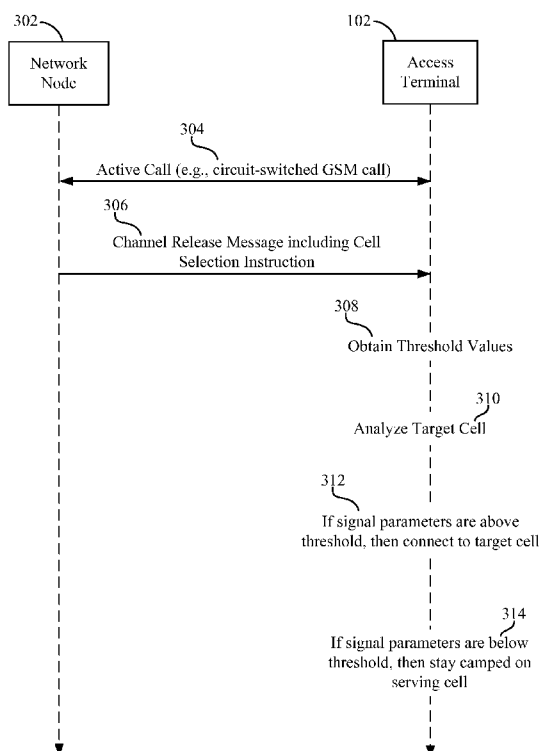 302
102
Network
Node
Access
Terminal
304
Active Call (e.g., circuit-switched GSM call)
306
Channel Release Message including Cell
Selection Instruction
308
Obtain Threshold Values
310
Analyze Target Cell
312
If signal parameters are above
threshold, then connect to target cell
314
If signal parameters are below
threshold, then stay camped on
serving cell